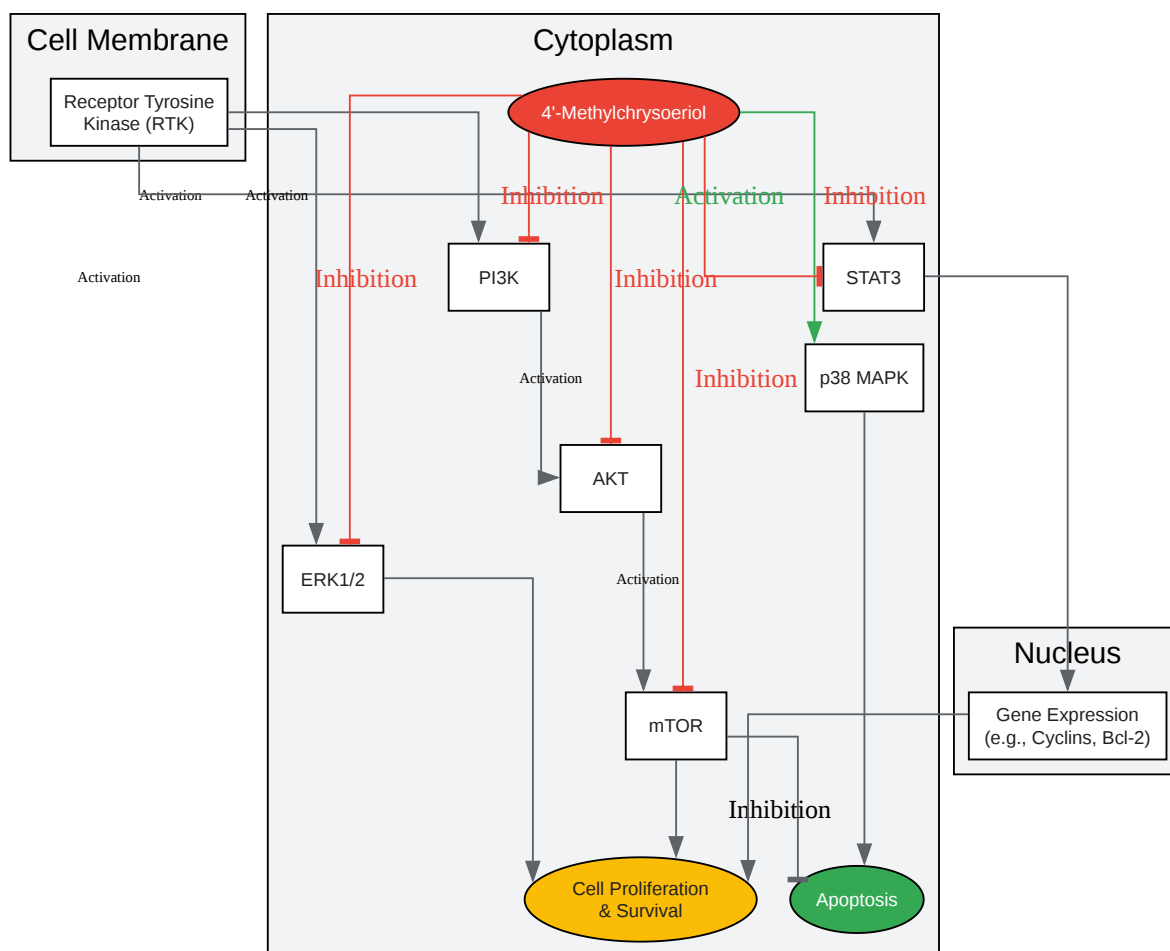 Cell Membrane
Cytoplasm
Receptor Tyrosine
Kinase (RTK)
4'-Methylchrysoeriol
Activation
Activation
Inhibition
Activation
Inhibition
Activation
Inhibition
PI3K
Inhibition
STAT3
Activation
Inhibition
p38 MAPK
AKT
ERK1/2
Activation
Nucleus
mTOR
Gene Expression
(e.g., Cyclins, Bcl-2)
Inhibition
Cell Proliferation
& Survival
Apoptosis